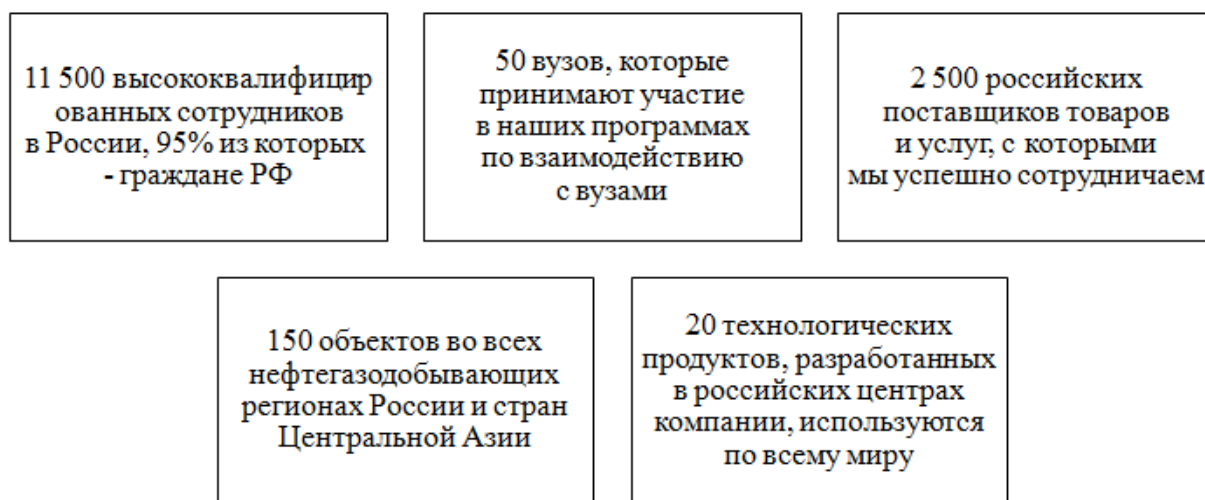 11 500 высококвалифицир
ованных сотрудников
в России, 95% из которых
- граждане РФ
50 вузов, которые
принимают участие
в наших программах
по взаимодействию
с вузами
2 500 российских
поставщиков товаров
и услуг, с которыми
мы успешно сотрудничаем
150 объектов во всех
нефтегазодобывающих
регионах России и стран
Центральной Азии
20 технологических
продуктов, разработанных
в российских центрах
компании, используются
по всему миру